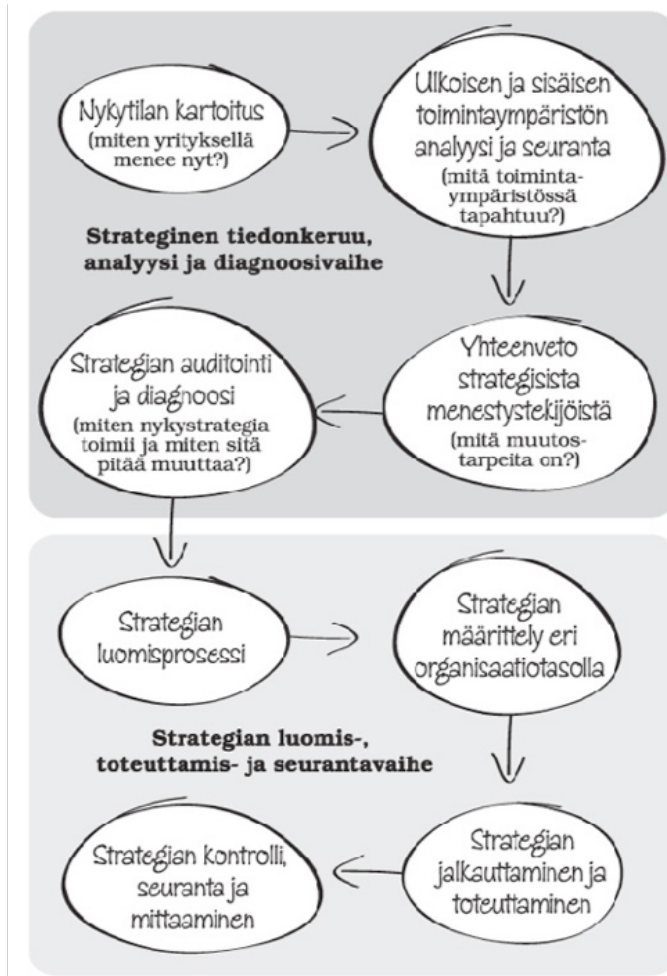 Nykytilan kartoitus
(miten yrityksellä
menee nyt?)
Ulkoisen ja sisäisen
toimintaympäristön
analyysi ja seuranta
(mitä toiminta-
ympäristössä
tapahtuu?)
Strateginen tiedonkeruu,
analyysi ja diagnoosivaihe
Yhteenveto
strategisista
menestystekijöistä
(mitä muutos-
tarpeita on?)
Strategian auditointi
ja diagnoosi
(miten nykystrategia
toimii ja miten sitä
pitää muuttaa?)
Strategian
luomisprosessi
Strategian
määrittely eri
organisaatiotasolla
Strategian luomis-,
toteuttamis- ja seurantavaihe
Strategian
jalkauttaminen ja
toteuttaminen
Strategian kontrolli,
seuranta ja
mittaaminen